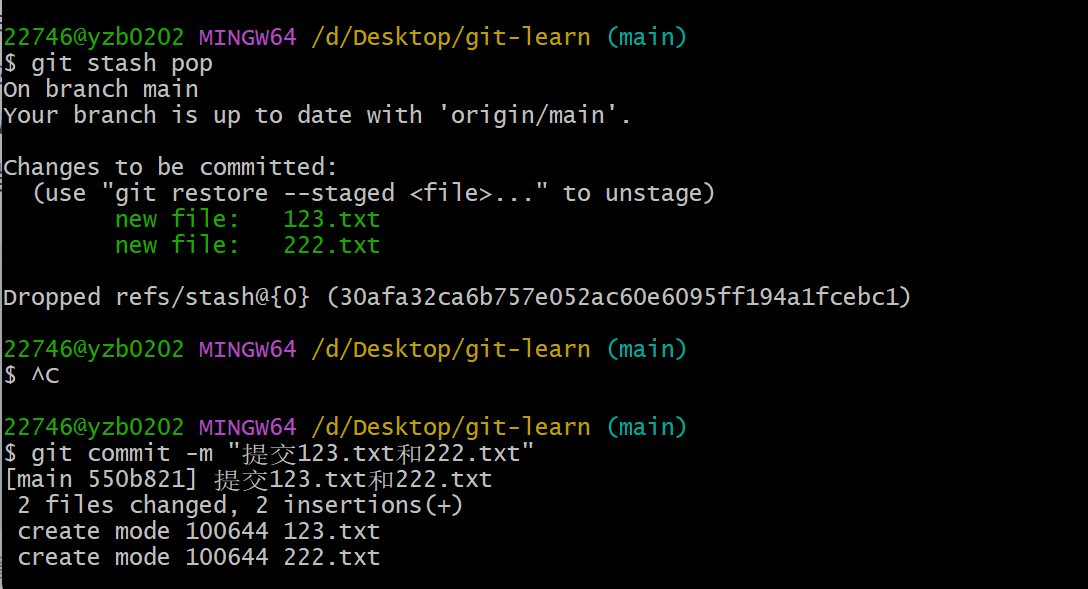 22746@yzb0202 MINGW64 /d/Desktop/git-learn (main)
$ git stash pop
On branch main
Your branch is up to date with 'origin/main'.
Changes to be committed:
(use "git restore --staged <file>..." to unstage)
new file:   123.txt
new file:   222.txt
Dropped refs/stash@{0} (30afa32ca6b757e052ac60e6095ff194a1fcebc1)
22746@yzb0202 MINGW64 /d/Desktop/git-learn (main)
$ ^C
22746@yzb0202 MINGW64 /d/Desktop/git-learn (main)
$ git commit -m "提交123.txt和222.txt"
[main 550b821] 提交123.txt和222.txt
2 files changed, 2 insertions(+)
create mode 100644 123.txt
create mode 100644 222.txt